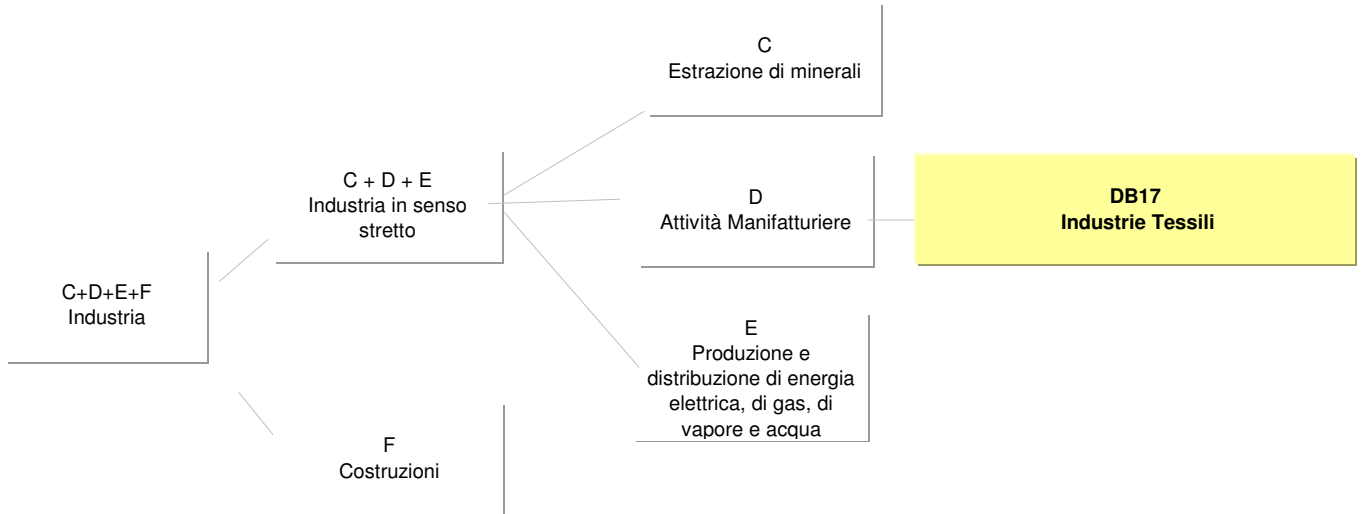 C
Estrazione di minerali
C + D + E
Industria in senso
stretto
D
Attività Manifatturiere
DB17
Industrie Tessili
C+D+E+F
Industria
E
Produzione e
distribuzione di energia
elettrica, di gas, di
vapore e acqua
F
Costruzioni